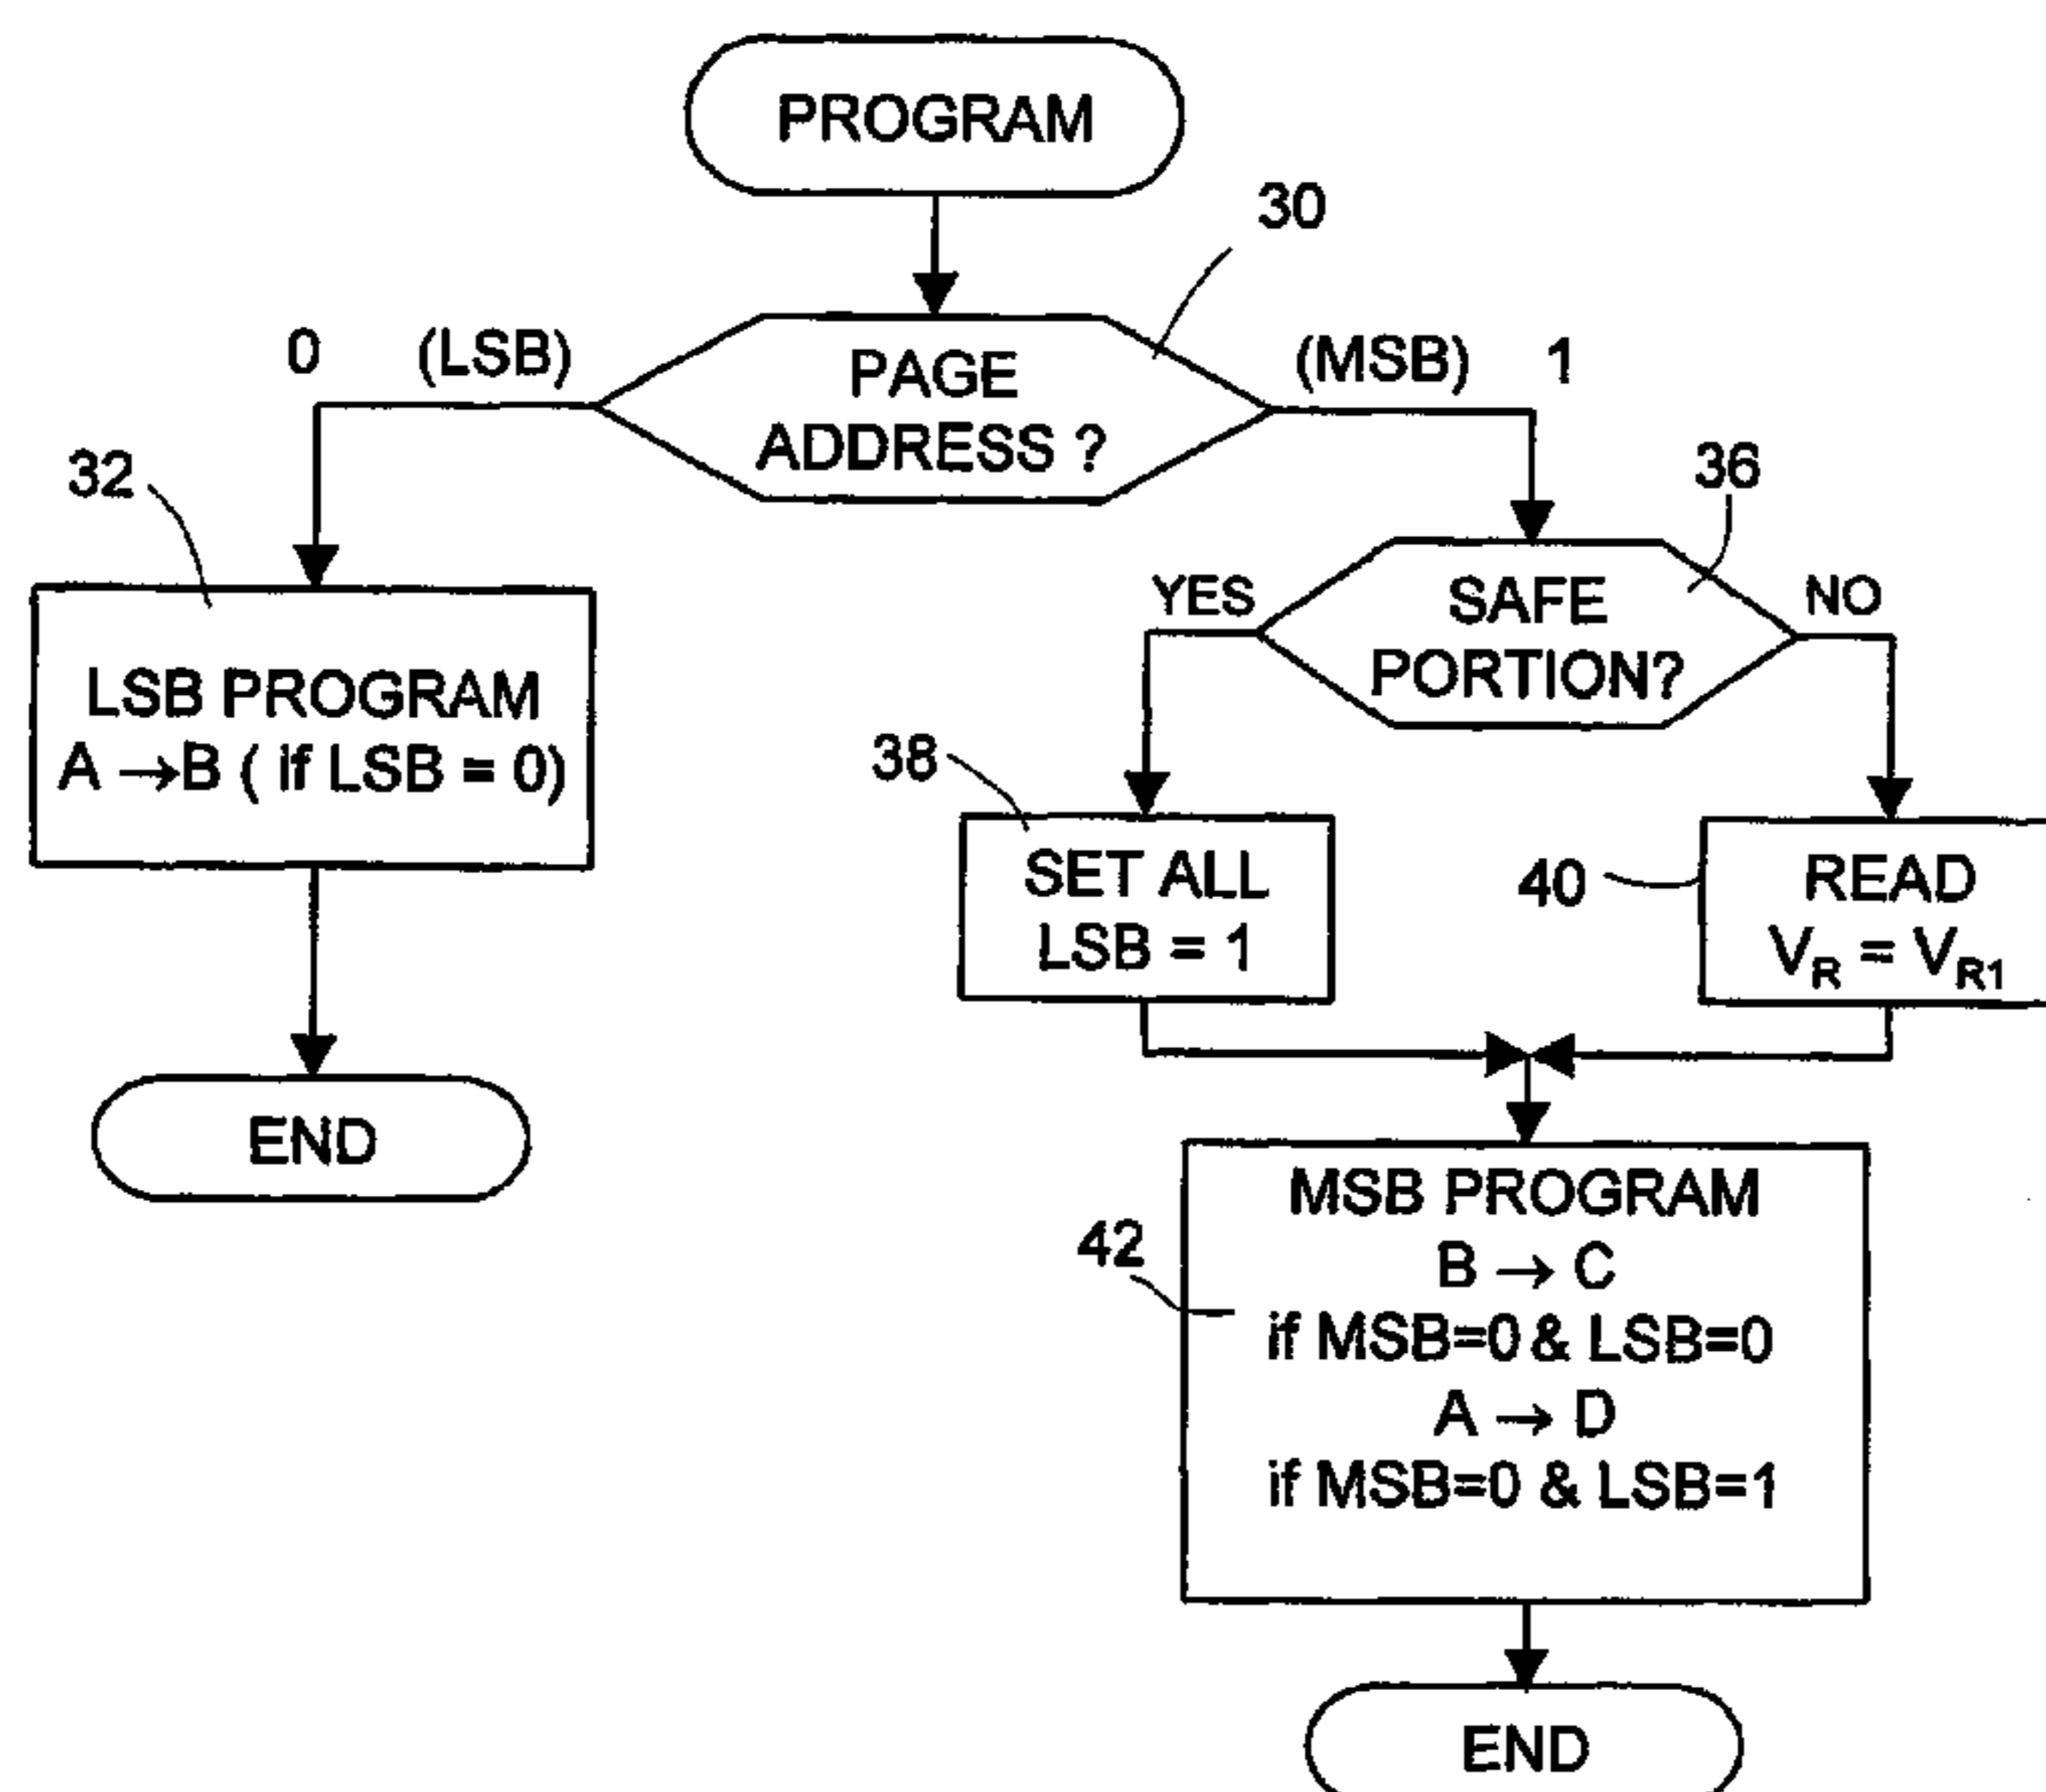 PROGRAM
30
0 (LSB)
PAGE
ADDRESS ?
(MSB) 1
32
36
LSB PROGRAM
A →B ( if LSB = 0)
YES
SAFE
PORTION?
NO
38
SET ALL
LSB = 1
40
READ
VR = VR1
END
42
MSB PROGRAM
B → C
if MSB=0 & LSB=0
A → D
if MSB=0 & LSB=1
END